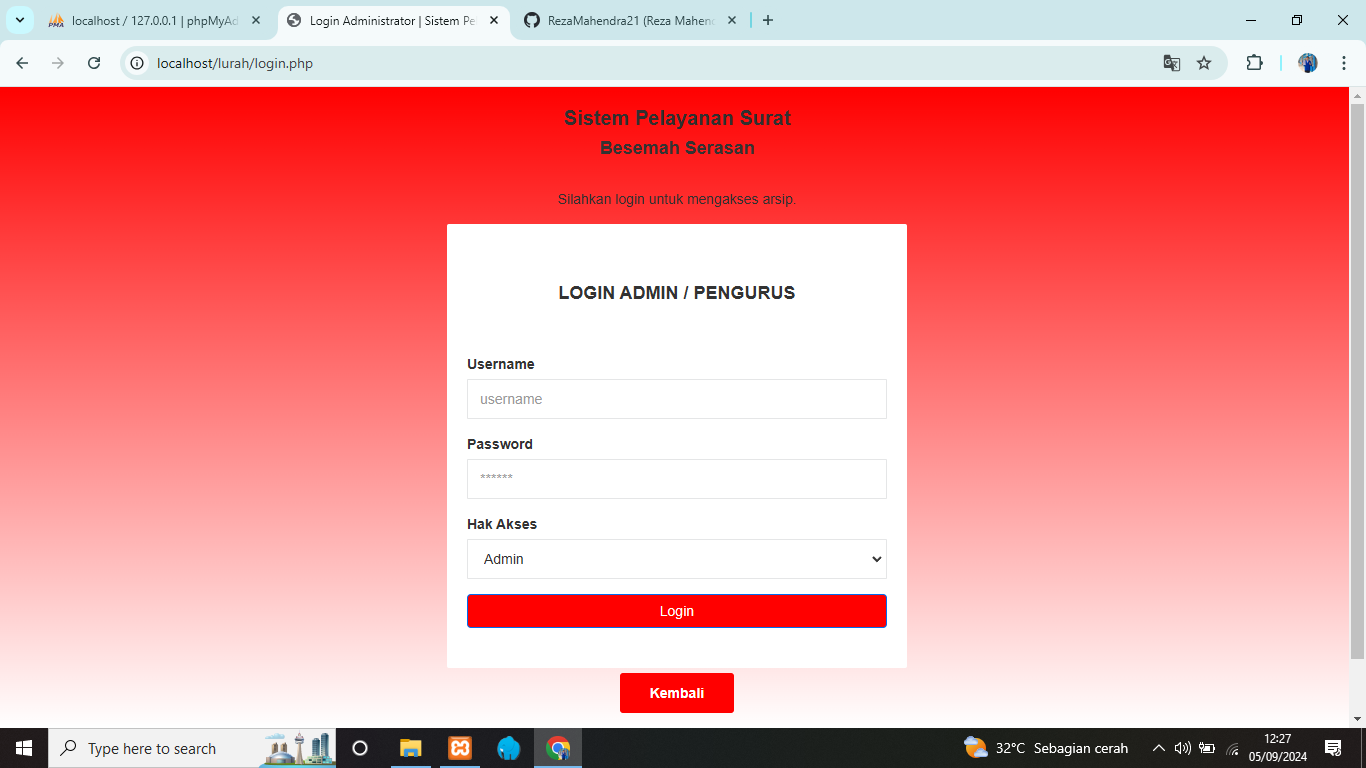 localhost / 127.0.0.1 | phpMyAd
Login Administrator | Sistem Pe
RezaMahendra21 (Reza Mahend
localhost/lurah/login.php
Sistem Pelayanan Surat
Besemah Serasan
Silahkan login untuk mengakses arsip.
LOGIN ADMIN / PENGURUS
Username
username
Password
******
Hak Akses
Admin
Login
Kembali
Type here to search
32°C Sebagian cerah
12:27
05/09/2024